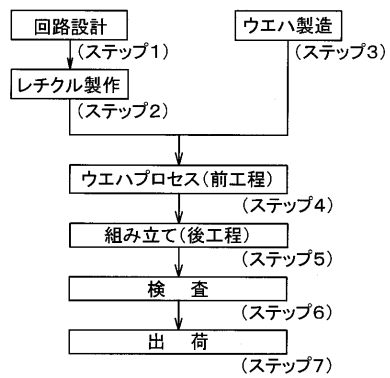 回路設計
(ステップ1)
ウエハ製造
(ステップ3)
レチクル製作
(ステップ2)
ウエハプロセス(前工程)
(ステップ4)
組み立て(後工程)
(ステップ5)
検 査
(ステップ6)
出 荷
(ステップ7)